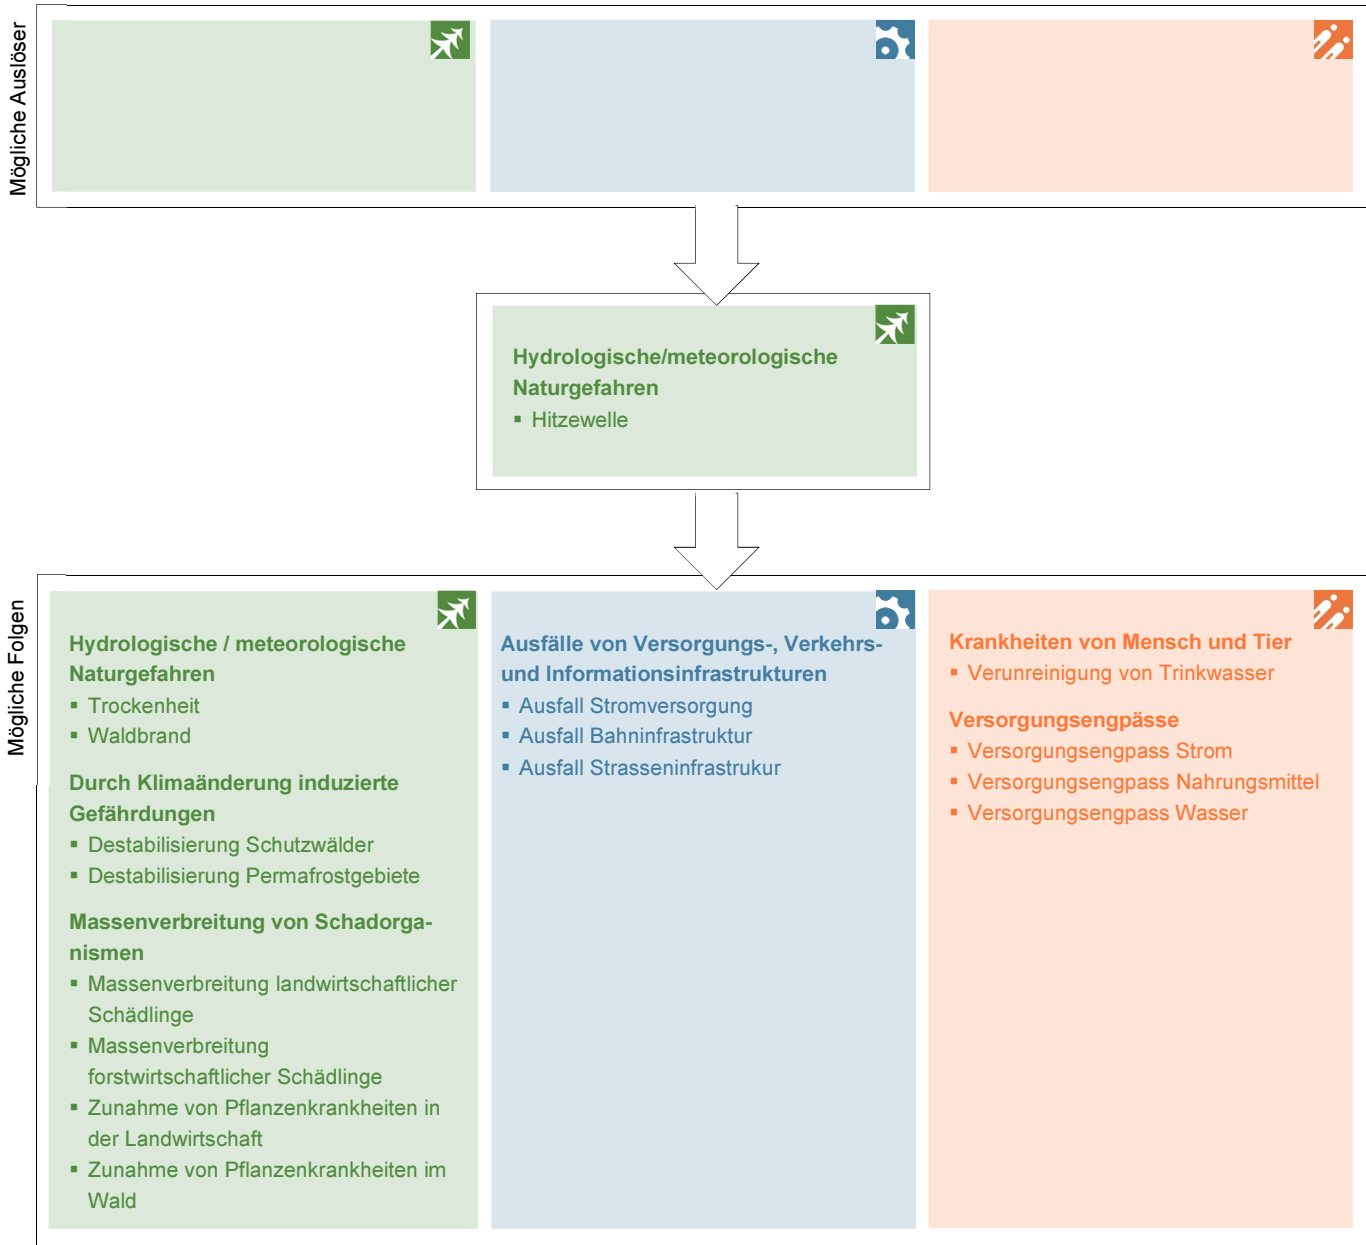 Mögliche Auslöser
Hydrologische/meteorologische
Naturgefahren
▪ Hitzewelle
Mögliche Folgen
Hydrologische / meteorologische
Naturgefahren
▪ Trockenheit
▪ Waldbrand
Durch Klimaänderung induzierte
Gefährdungen
▪ Destabilisierung Schutzwälder
▪ Destabilisierung Permafrostgebiete
Massenverbreitung von Schadorga-
nismen
▪ Massenverbreitung landwirtschaftlicher
Schädlinge
▪ Massenverbreitung
forstwirtschaftlicher Schädlinge
▪ Zunahme von Pflanzenkrankheiten in
der Landwirtschaft
▪ Zunahme von Pflanzenkrankheiten im
Wald
Ausfälle von Versorgungs-, Verkehrs-
und Informationsinfrastrukturen
▪ Ausfall Stromversorgung
▪ Ausfall Bahninfrastruktur
▪ Ausfall Strasseninfrastrukur
Krankheiten von Mensch und Tier
▪ Verunreinigung von Trinkwasser
Versorgungsengpässe
▪ Versorgungsengpass Strom
▪ Versorgungsengpass Nahrungsmittel
▪ Versorgungsengpass Wasser